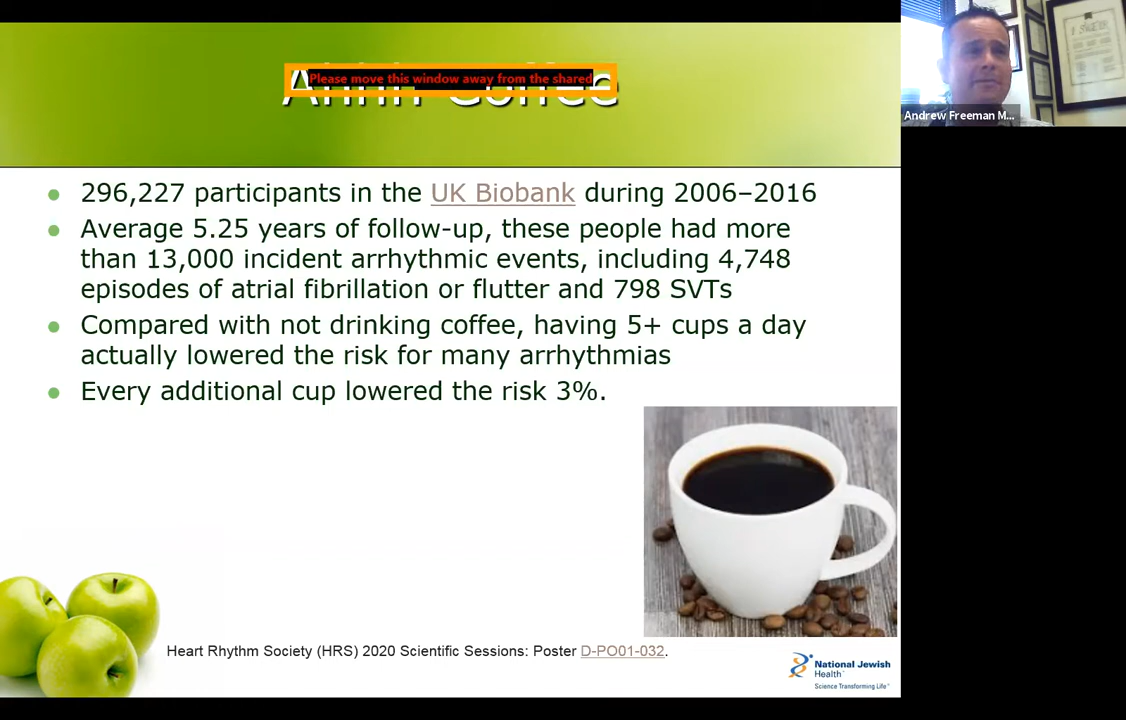 Please move this window away from the shared
Coffee
296,227 participants in the UK Biobank during 2006–2016
Average 5.25 years of follow-up, these people had more
than 13,000 incident arrhythmic events, including 4,748
episodes of atrial fibrillation or flutter and 798 SVTs
Compared with not drinking coffee, having 5+ cups a day
actually lowered the risk for many arrhythmias
Every additional cup lowered the risk 3%.
Heart Rhythm Society (HRS) 2020 Scientific Sessions: Poster D-PO01-032.
National Jewish
Health
Science Transforming Life
Andrew Freeman M...